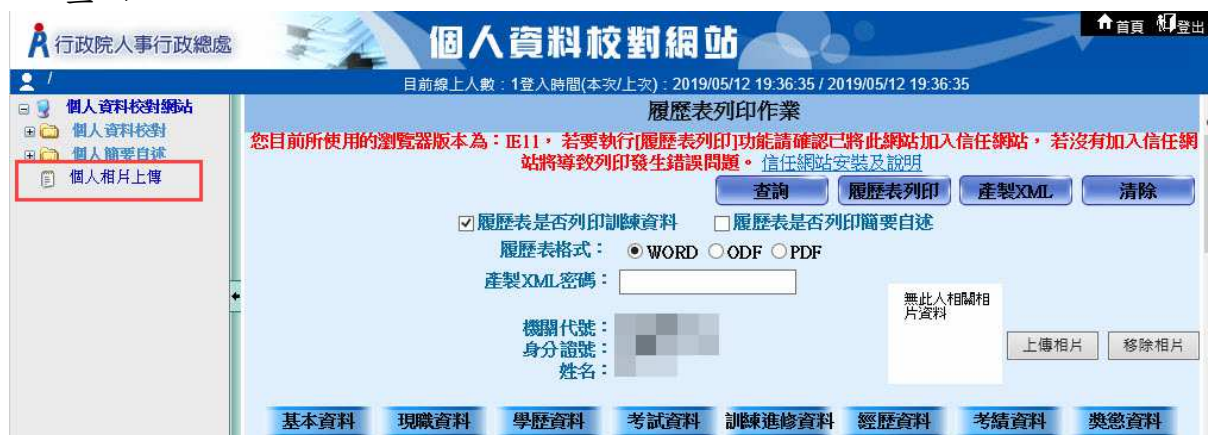 行政院人事行政總處
個人資料校對網站
首頁 登出
/
目前線上人數：1登入時間(本次/上次)：2019/05/12 19:36:35 / 2019/05/12 19:36:35
個人資料校對網站
個人資料校對
個人簡要自述
個人相片上傳
履歷表列印作業
您目前所使用的瀏覽器版本為：IE11，若要執行[履歷表列印]功能請確認已將此網站加入信任網站，若沒有加入信任網
站將導致列印發生錯誤問題。 信任網站安裝及說明
查詢 履歷表列印 產製XML 清除
履歷表是否列印訓練資料 履歷表是否列印簡要自述
履歷表格式： WORD ODF PDF
產製XML密碼：
無此人相關相
片資料
機關代號：
身分證號：
姓名：
上傳相片 移除相片
基本資料 現職資料 學歷資料 考試資料 訓練進修資料 經歷資料 考績資料 獎懲資料